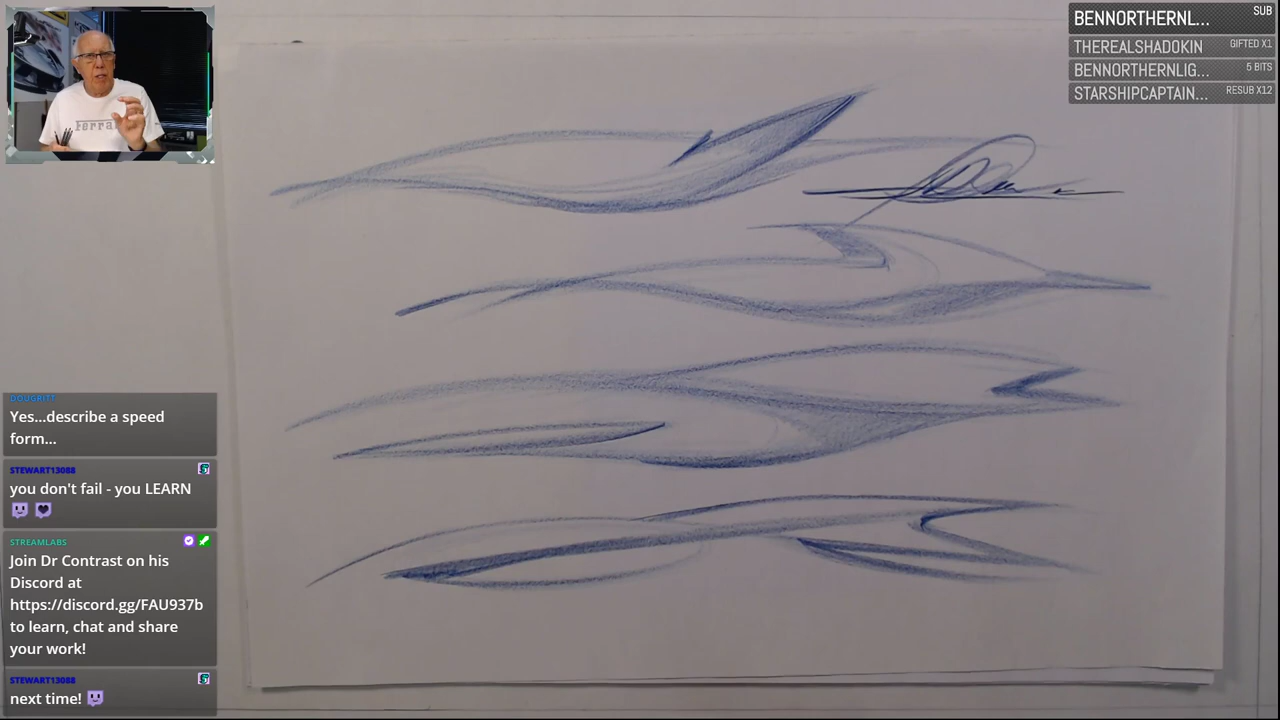 BENNORTHERNL... SUB
THEREALSHADOKIN GIFTED X1
BENNORTHERNLIG... 5 BITS
STARSHIPCAPTAIN... RESUB X12
DOUGRITT
Yes...describe a speed
form...
STEWART13088
you don't fail - you LEARN
STREAMLABS
Join Dr Contrast on his
Discord at
https://discord.gg/FAU937b
to learn, chat and share
your work!
STEWART13088
next time!